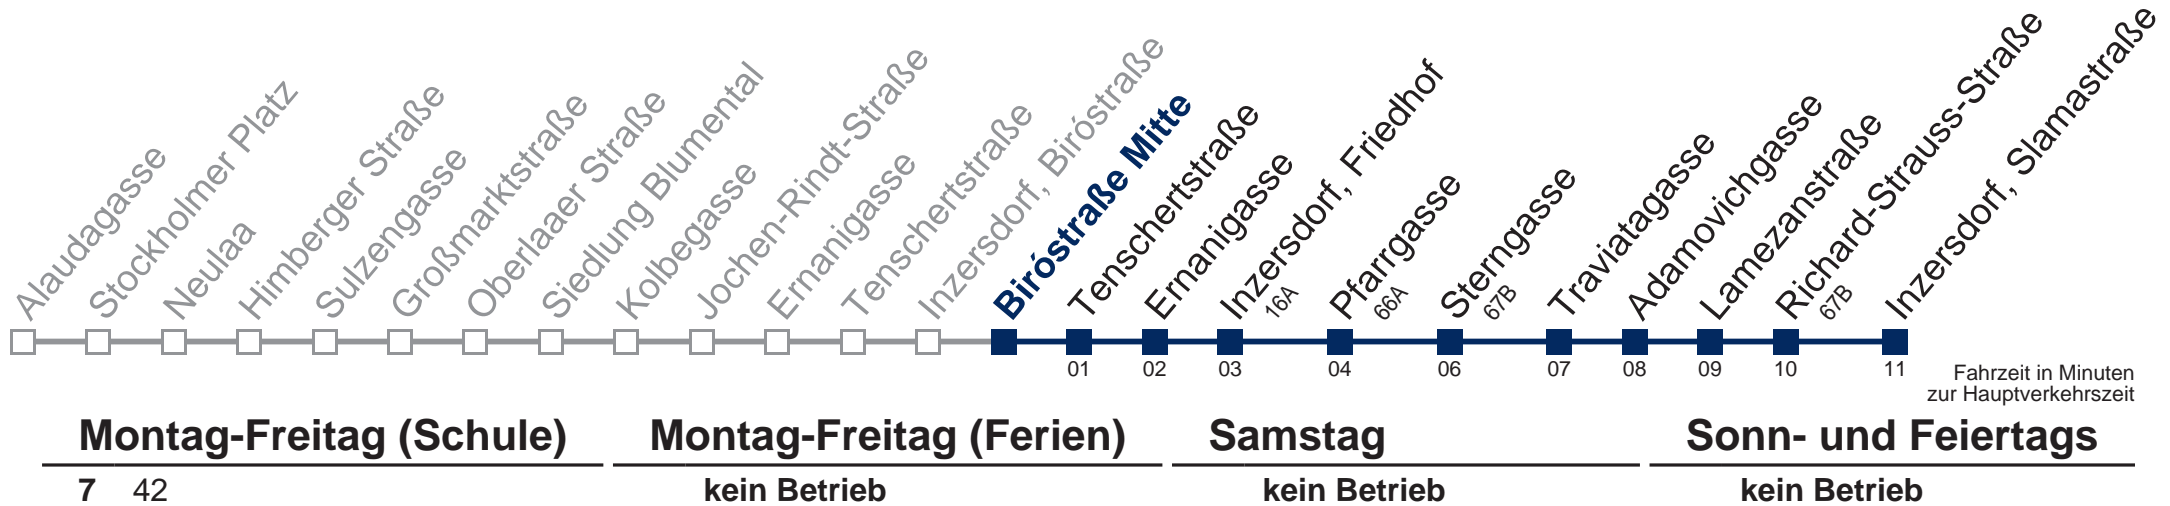 Alaudagasse
Stockholmer Platz
Neulaa
Himberger Straße
Sulzengasse
Großmarktstraße
Oberlaaer Straße
Siedlung Blumental
Kolbegasse
Jochen-Rindt-Straße
Ernanigasse
Tenschertstraße
Inzersdorf, Biróstraße
Biróstraße Mitte
Tenschertstraße
Ernanigasse
Inzersdorf, Friedhof
16A
Pfarrgasse
66A
Sterngasse
67B
Traviatagasse
Adamovichgasse
Lamezanstraße
Richard-Strauss-Straße
67B
Inzersdorf, Slamastraße
01 02 03 04 06 07 08 09 10 11
Fahrzeit in Minuten
zur Hauptverkehrszeit
Montag-Freitag (Schule) Montag-Freitag (Ferien) Samstag Sonn- und Feiertags
7 42 kein Betrieb kein Betrieb kein Betrieb